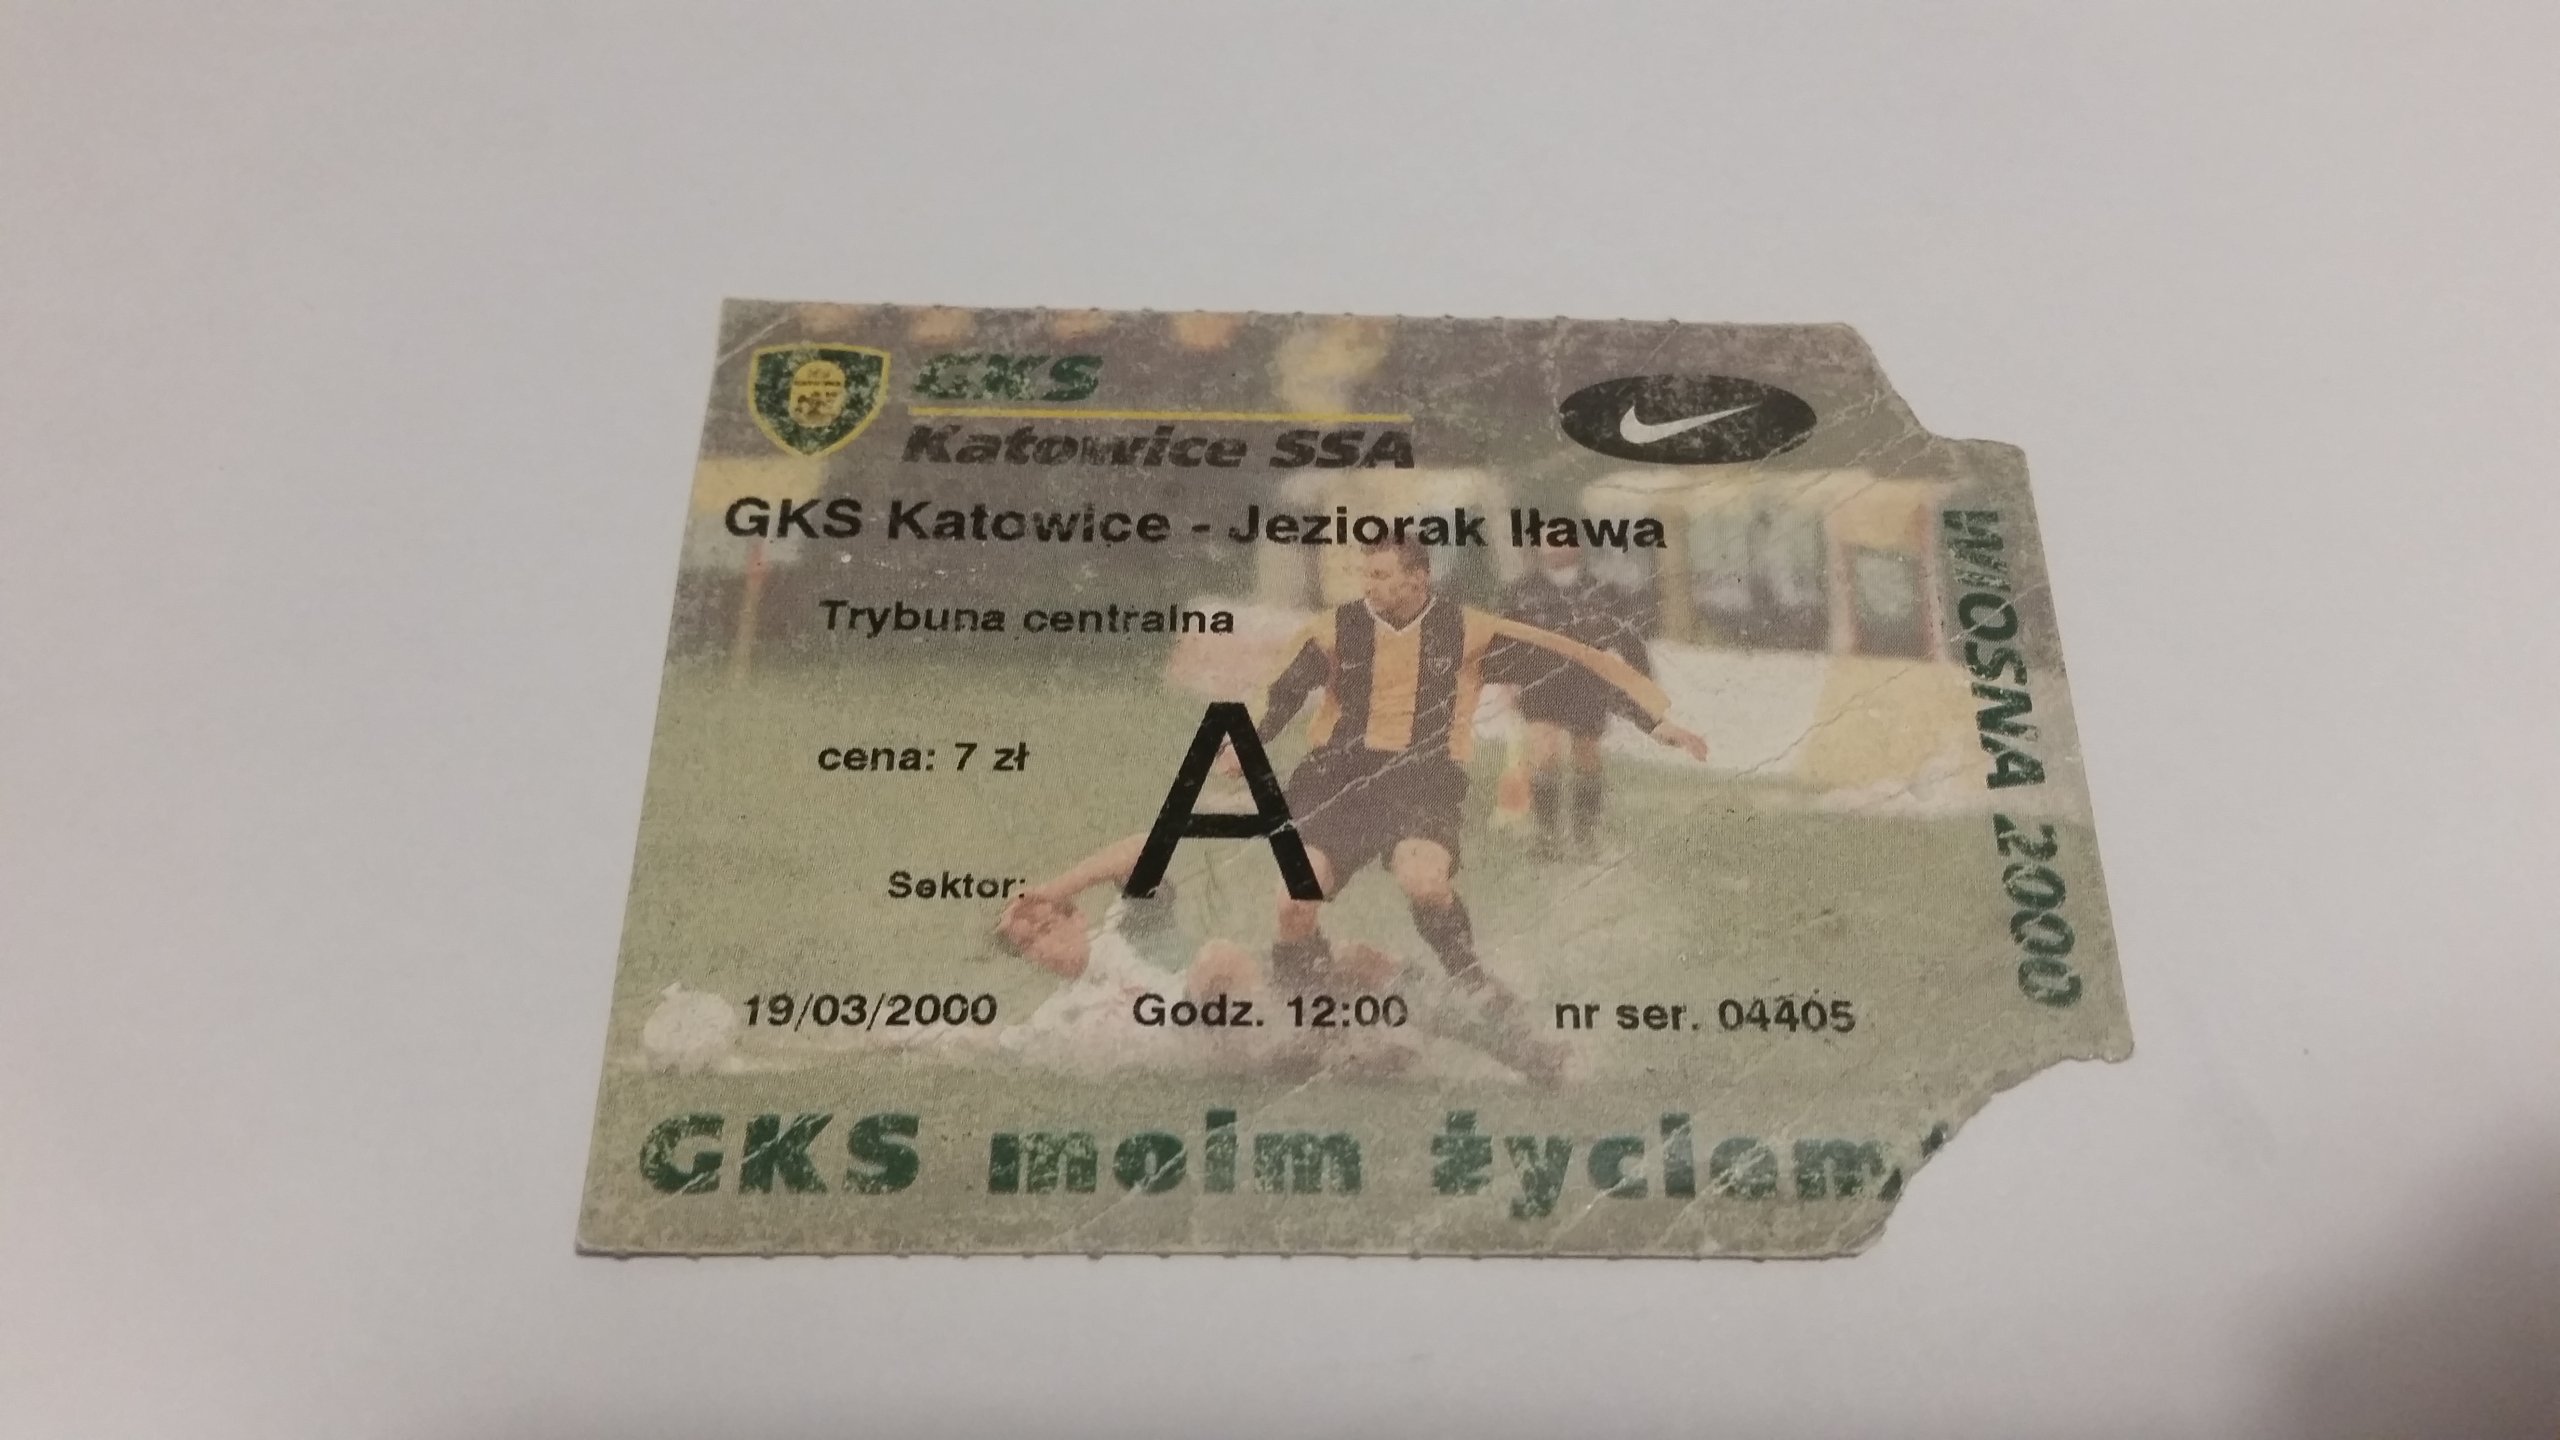 GKS
Katowice SSA
GKS Katowice - Jeziorak Iława
Trybuna centralna
cena: 7 zł
A
Sektor:
19/03/2000 Godz. 12:00 nr ser. 04405
GKS moim życiem
WIOSNA 2000